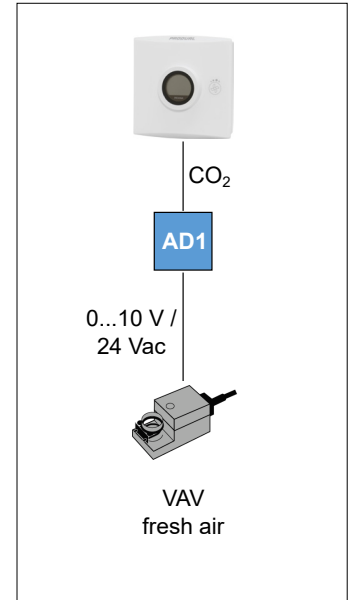 CO₂
AD1
0...10 V /
24 Vac
VAV
fresh air